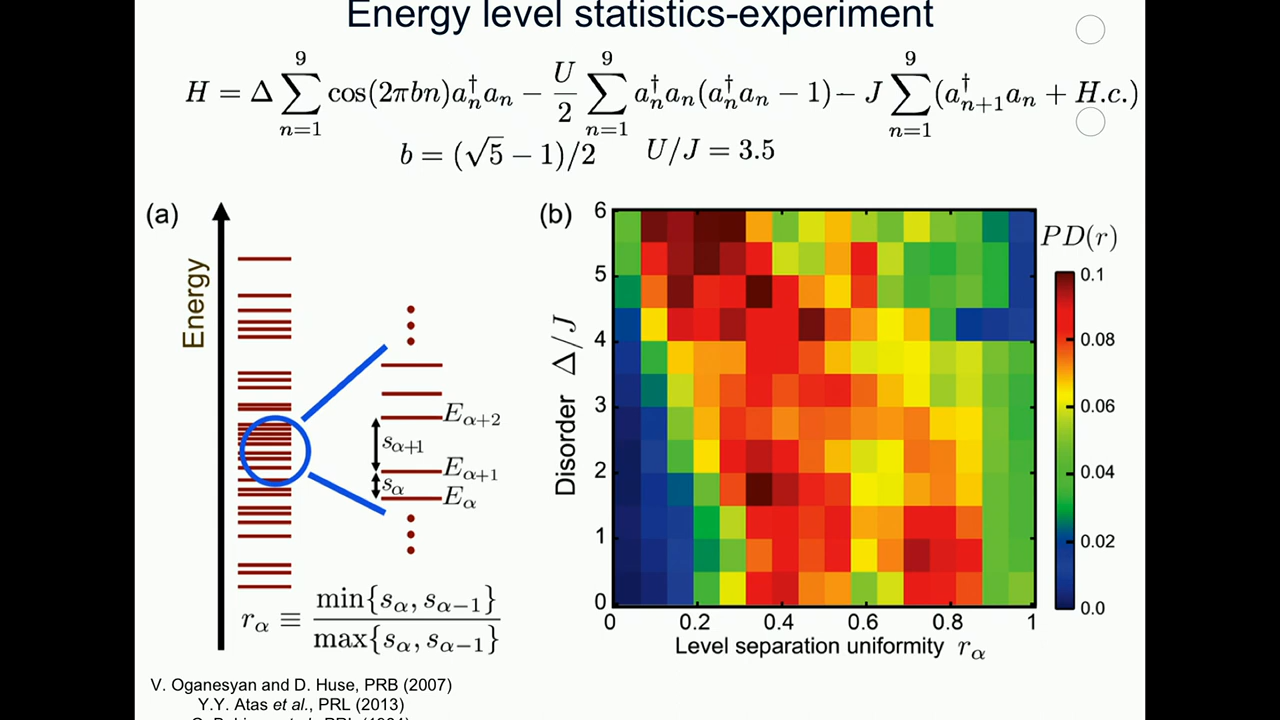 Energy level statistics-experiment
H = Δ ∑_{n=1}^{9} cos(2πbn)a_n^† a_n − U/2 ∑_{n=1}^{9} a_n^† a_n(a_n^† a_n − 1) − J ∑_{n=1}^{9} (a_{n+1}^† a_n + H.c.)
b = (√5 − 1)/2 U/J = 3.5
(a)
Energy
E_{α+2}
s_{α+1}
E_{α+1}
s_α
E_α
r_α ≡ min{s_α, s_{α−1}} / max{s_α, s_{α−1}}
(b)
Disorder Δ/J
6
5
4
3
2
1
0
0 0.2 0.4 0.6 0.8 1
Level separation uniformity r_α
PD(r)
0.1
0.08
0.06
0.04
0.02
0.0
V. Oganesyan and D. Huse, PRB (2007)
Y.Y. Atas et al., PRL (2013)